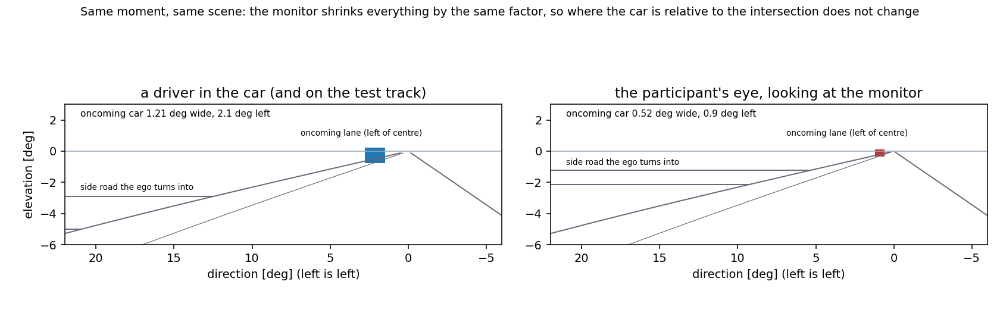 Same moment, same scene: the monitor shrinks everything by the same factor, so where the car is relative to the intersection does not change
a driver in the car (and on the test track)
oncoming car 1.21 deg wide, 2.1 deg left
oncoming lane (left of centre)
side road the ego turns into
elevation [deg]
2
0
−2
−4
−6
20
15
10
5
0
−5
direction [deg] (left is left)
the participant's eye, looking at the monitor
oncoming car 0.52 deg wide, 0.9 deg left
oncoming lane (left of centre)
side road the ego turns into
2
0
−2
−4
−6
20
15
10
5
0
−5
direction [deg] (left is left)